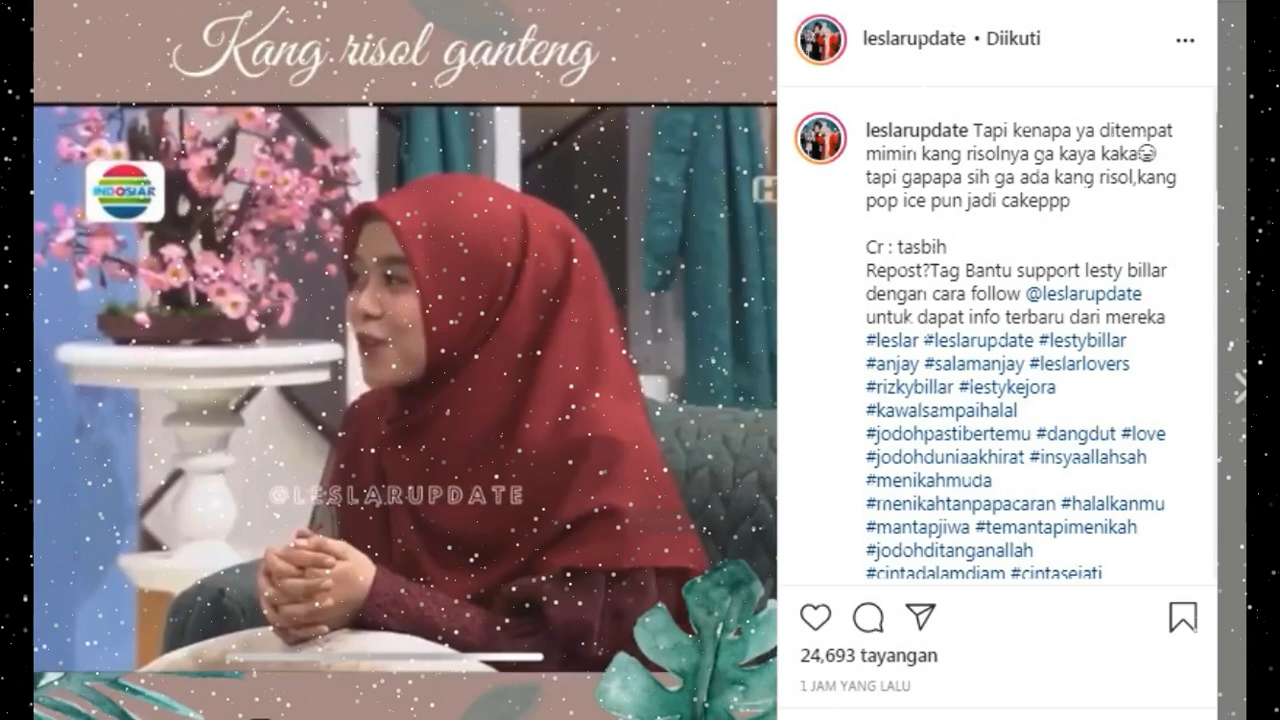 Kang risol ganteng
INDOSIAR
@LESLARUPDATE
leslarupdate • Diikuti
leslarupdate Tapi kenapa ya ditempat
mimin kang risolnya ga kaya kaka😪
tapi gapapa sih ga ada kang risol,kang
pop ice pun jadi cakeppp
Cr : tasbih
Repost?Tag Bantu support lesty billar
dengan cara follow @leslarupdate
untuk dapat info terbaru dari mereka
#leslar #leslarupdate #lestybillar
#anjay #salamanjay #leslarlovers
#rizkybillar #lestykejora
#kawalsampaihalal
#jodohpastibertemu #dangdut #love
#jodohduniaakhirat #insyaallahsah
#menikahmuda
#menikahtanpapacaran #halalkanmu
#mantapjiwa #temantapimenikah
#jodohditanganallah
#cintadalamdiam #cintasejati
24,693 tayangan
1 JAM YANG LALU